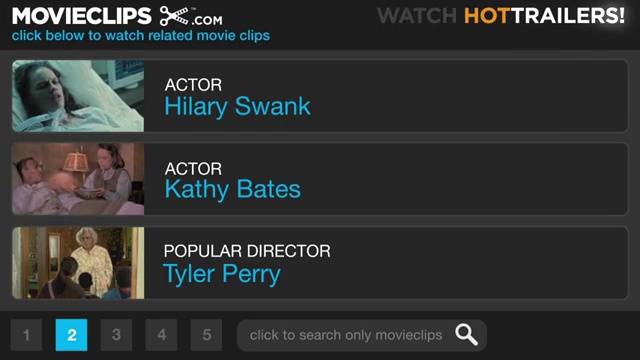 MOVIECLIPS .COM
WATCH HOTTRAILERS!
click below to watch related movie clips
ACTOR
Hilary Swank
ACTOR
Kathy Bates
POPULAR DIRECTOR
Tyler Perry
1 2 3 4 5 click to search only movieclips